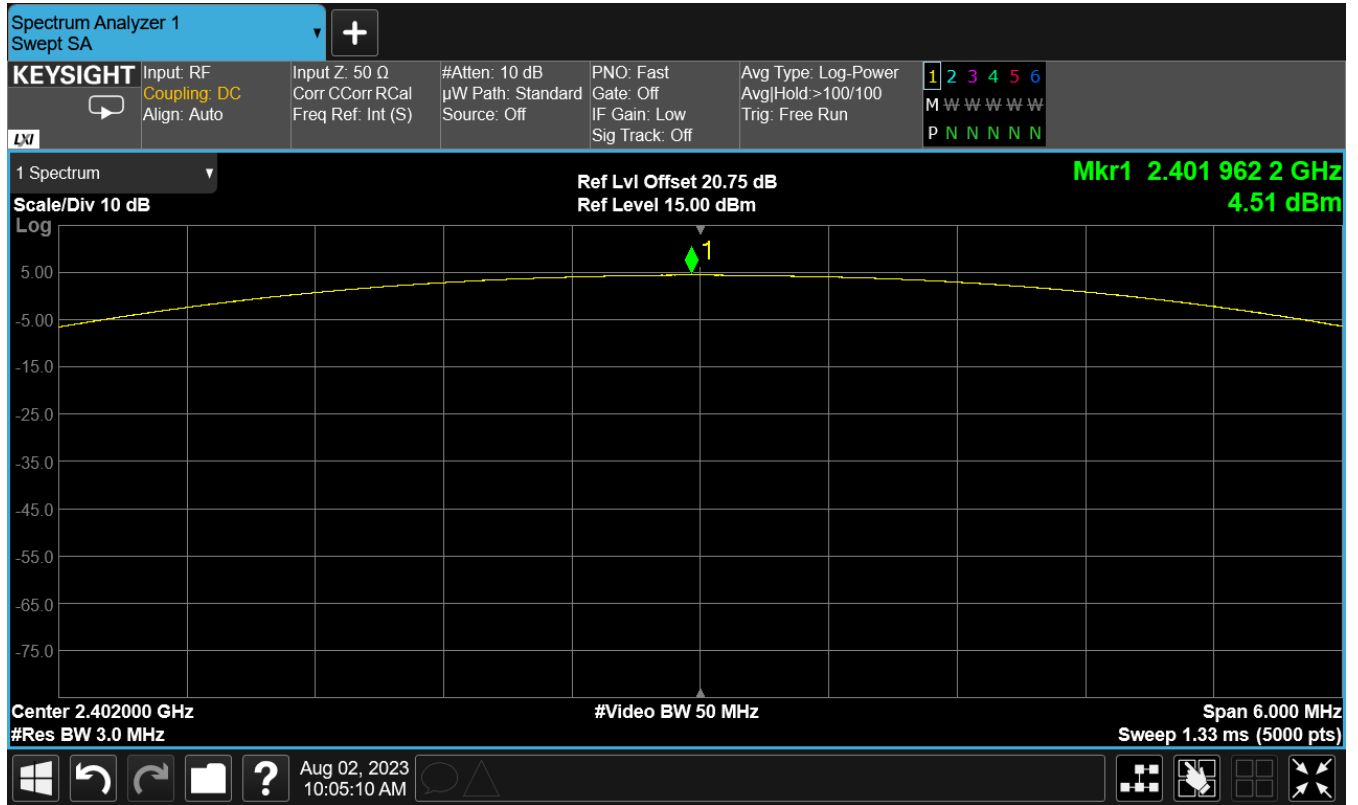 Spectrum Analyzer 1
Swept SA
▼
+
KEYSIGHT
LXI
Input: RF
Coupling: DC
Align: Auto
Input Z: 50 Ω
Corr CCorr RCal
Freq Ref: Int (S)
#Atten: 10 dB
µW Path: Standard
Source: Off
PNO: Fast
Gate: Off
IF Gain: Low
Sig Track: Off
Avg Type: Log-Power
Avg|Hold:>100/100
Trig: Free Run
1 2 3 4 5 6
M W W W W W
P N N N N N
1 Spectrum ▼
Scale/Div 10 dB
Log
Ref Lvl Offset 20.75 dB
Ref Level 15.00 dBm
Mkr1 2.401 962 2 GHz
4.51 dBm
1
5.00
-5.00
-15.0
-25.0
-35.0
-45.0
-55.0
-65.0
-75.0
Center 2.402000 GHz
#Res BW 3.0 MHz
#Video BW 50 MHz
Span 6.000 MHz
Sweep 1.33 ms (5000 pts)
?
Aug 02, 2023
10:05:10 AM